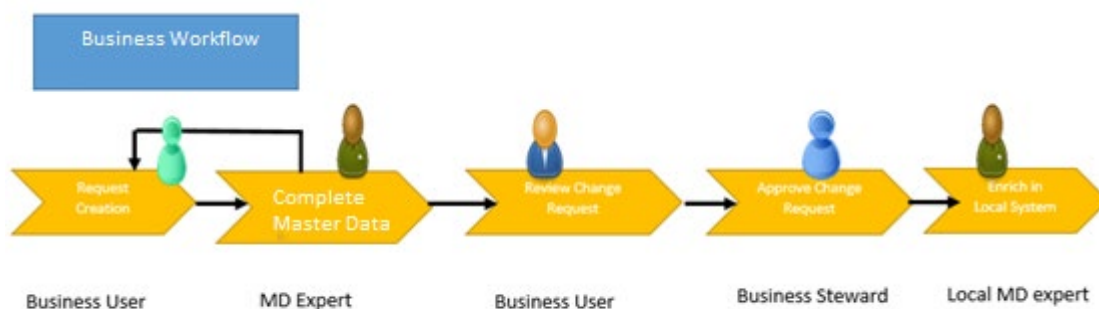 Business Workflow
Request
Creation
Complete
Master Data
Review Change
Request
Approve Change
Request
Enrich in
Local System
Business User
MD Expert
Business User
Business Steward
Local MD expert